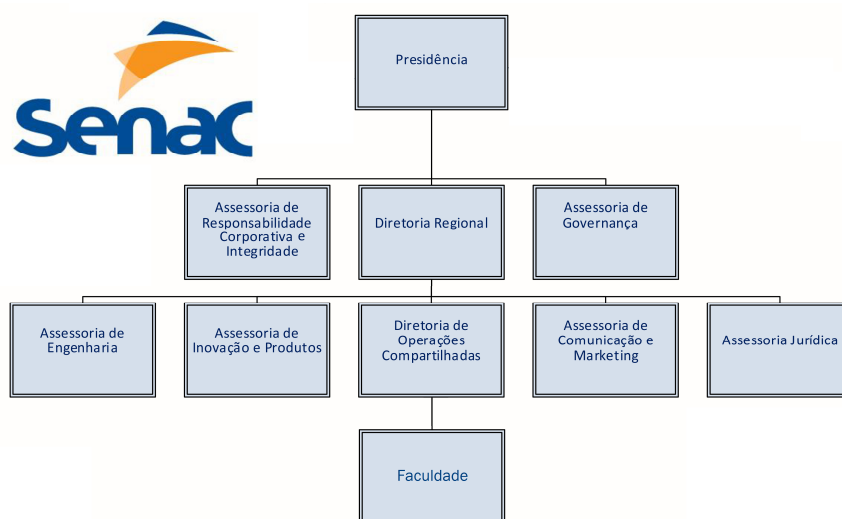 Senac
Presidência
Assessoria de
Responsabilidade
Corporativa e
Integridade
Diretoria Regional
Assessoria de
Governança
Assessoria de
Engenharia
Assessoria de
Inovação e Produtos
Diretoria de
Operações
Compartilhadas
Assessoria de
Comunicação e
Marketing
Assessoria Jurídica
Faculdade